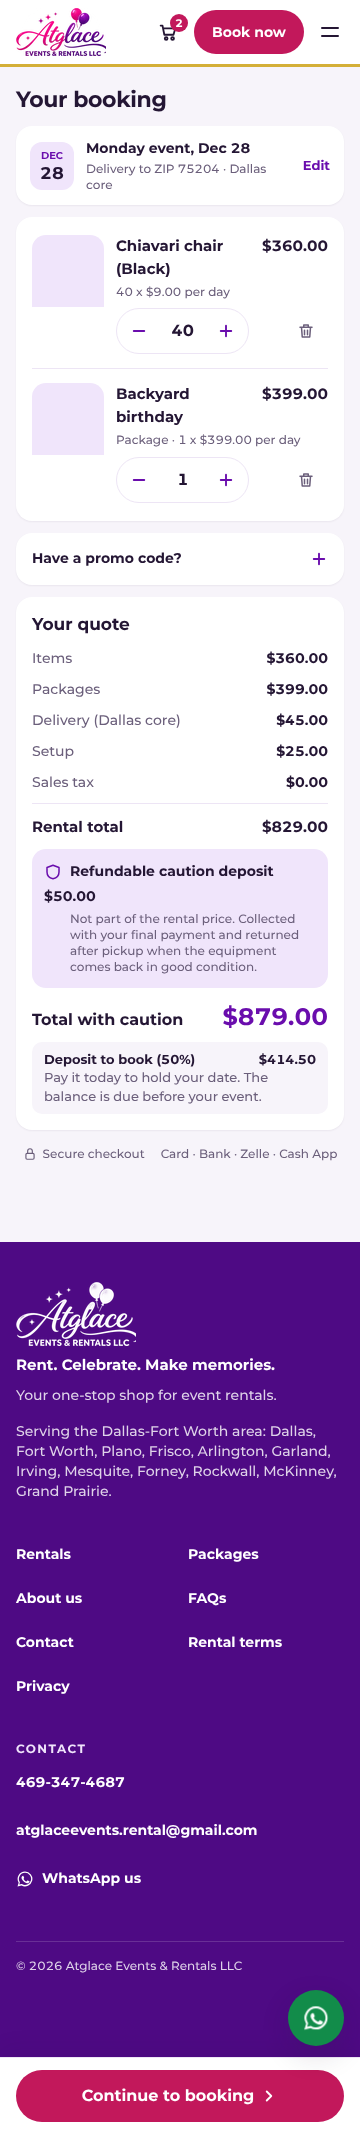 Atglace
EVENTS & RENTALS LLC
2
Book now
Your booking
DEC
28
Monday event, Dec 28
Delivery to ZIP 75204 · Dallas
core
Edit
Chiavari chair
(Black)
$360.00
40 x $9.00 per day
40
Backyard
birthday
$399.00
Package · 1 x $399.00 per day
1
Have a promo code?
Your quote
Items $360.00
Packages $399.00
Delivery (Dallas core) $45.00
Setup $25.00
Sales tax $0.00
Rental total $829.00
Refundable caution deposit
$50.00
Not part of the rental price. Collected
with your final payment and returned
after pickup when the equipment
comes back in good condition.
Total with caution $879.00
Deposit to book (50%) $414.50
Pay it today to hold your date. The
balance is due before your event.
Secure checkout Card · Bank · Zelle · Cash App
Atglace
EVENTS & RENTALS LLC
Rent. Celebrate. Make memories.
Your one-stop shop for event rentals.
Serving the Dallas-Fort Worth area: Dallas,
Fort Worth, Plano, Frisco, Arlington, Garland,
Irving, Mesquite, Forney, Rockwall, McKinney,
Grand Prairie.
Rentals Packages
About us FAQs
Contact Rental terms
Privacy
CONTACT
469-347-4687
atglaceevents.rental@gmail.com
WhatsApp us
© 2026 Atglace Events & Rentals LLC
Continue to booking